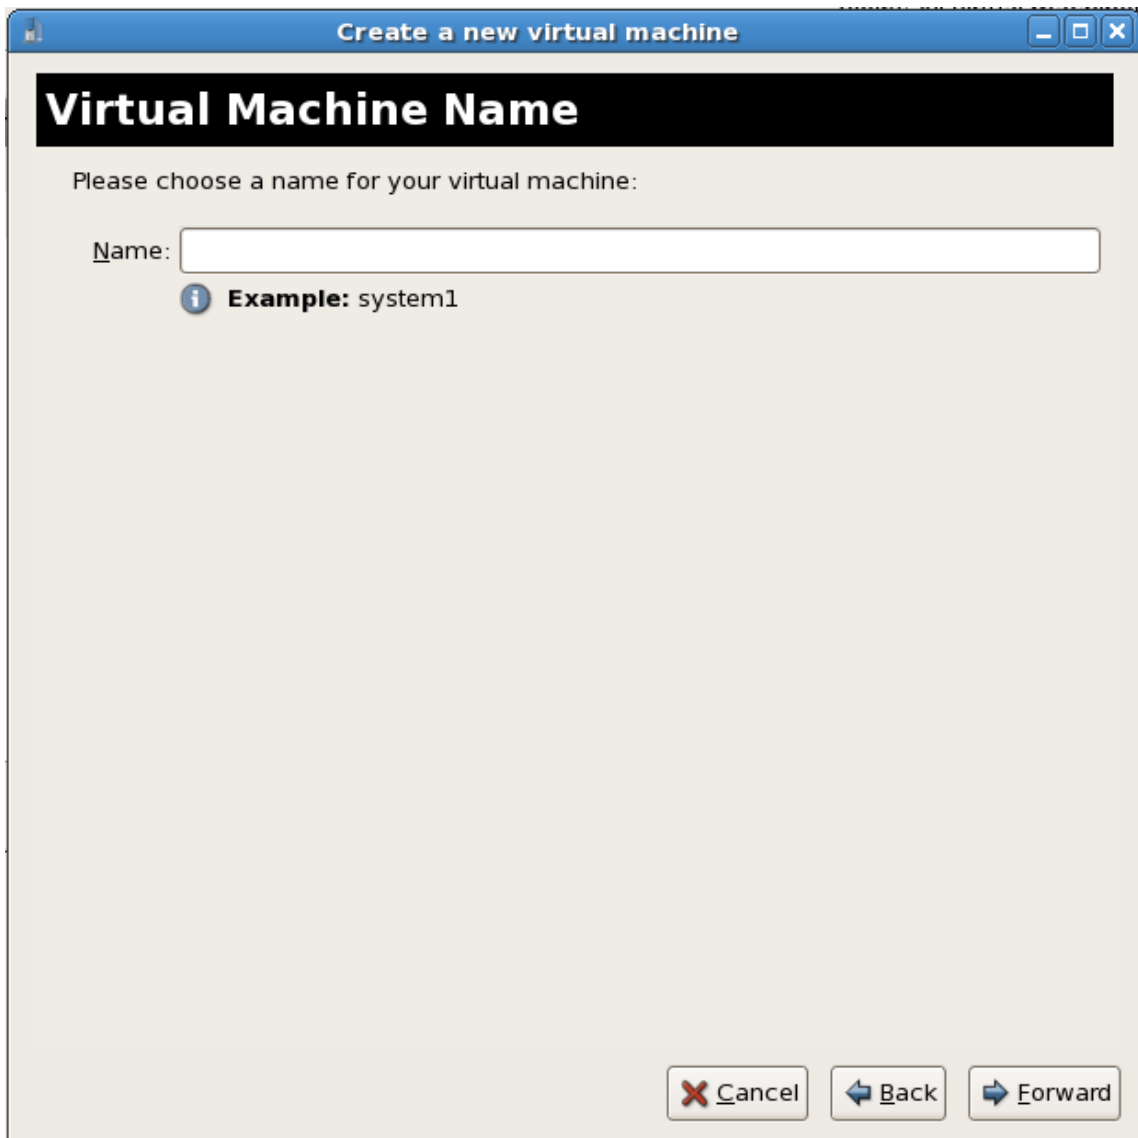 Create a new virtual machine
Virtual Machine Name
Please choose a name for your virtual machine:
Name:
Example: system1
Cancel Back Forward